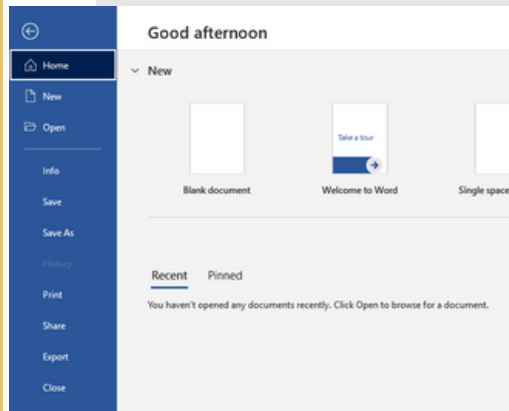 Good afternoon
Home
New
Open
Info
Save
Save As
History
Print
Share
Export
Close
New
Take a tour
Blank document
Welcome to Word
Single space
Recent Pinned
You haven't opened any documents recently. Click Open to browse for a document.